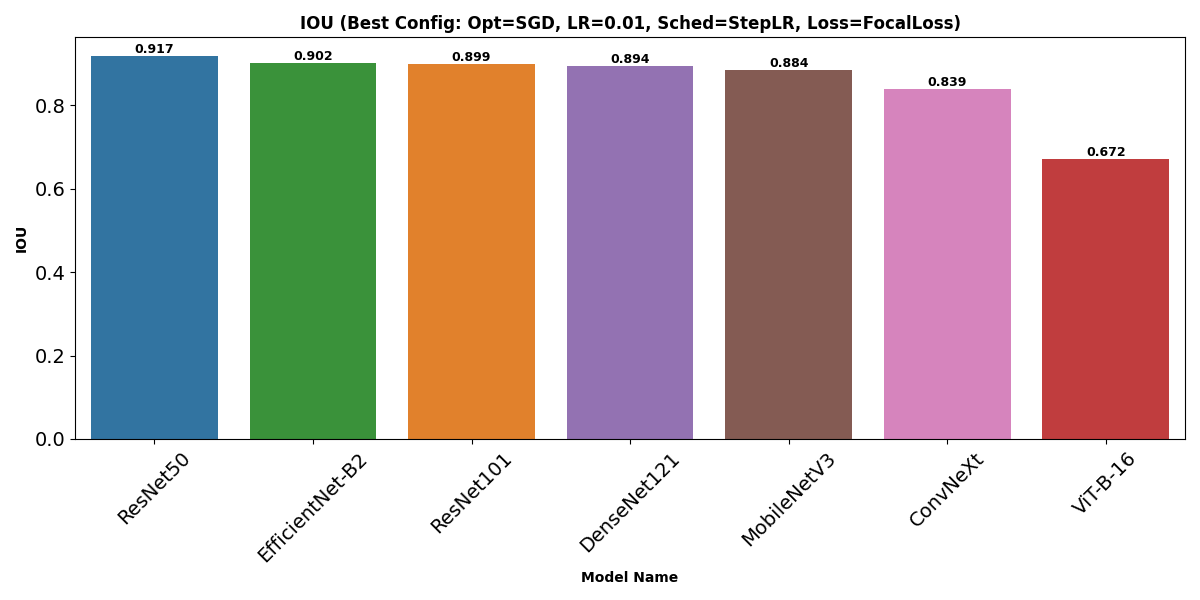 IOU (Best Config: Opt=SGD, LR=0.01, Sched=StepLR, Loss=FocalLoss)
0.917
0.902
0.899
0.894
0.884
0.839
0.672
0.8
0.6
0.4
0.2
0.0
IOU
ResNet50
EfficientNet-B2
ResNet101
DenseNet121
MobileNetV3
ConvNeXt
ViT-B-16
Model Name